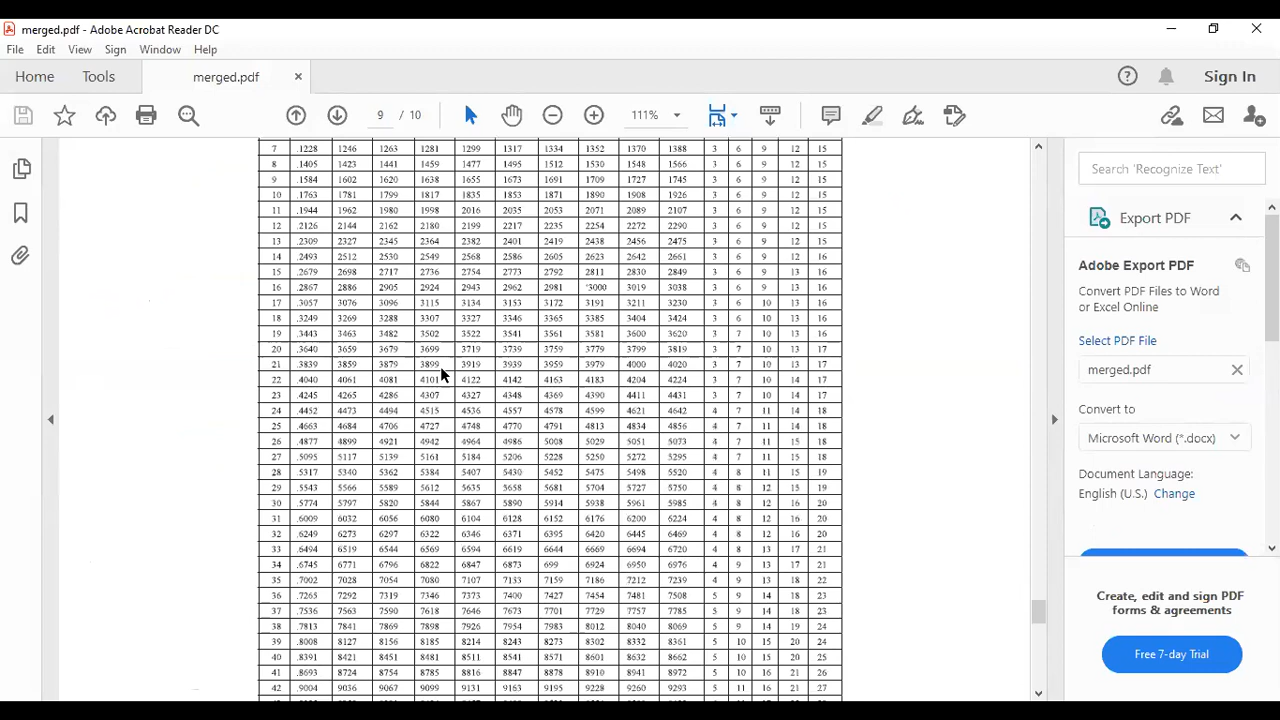 merged.pdf - Adobe Acrobat Reader DC
File Edit View Sign Window Help
Home Tools merged.pdf × Sign In
9 / 10 111%
7 .1228 1246 1263 1281 1299 1317 1334 1352 1370 1388 3 6 9 12 15
8 .1405 1423 1441 1459 1477 1495 1512 1530 1548 1566 3 6 9 12 15
9 .1584 1602 1620 1638 1655 1673 1691 1709 1727 1745 3 6 9 12 15
10 .1763 1781 1799 1817 1835 1853 1871 1890 1908 1926 3 6 9 12 15
11 .1944 1962 1980 1998 2016 2035 2053 2071 2089 2107 3 6 9 12 15
12 .2126 2144 2162 2180 2199 2217 2235 2254 2272 2290 3 6 9 12 15
13 .2309 2327 2345 2364 2382 2401 2419 2438 2456 2475 3 6 9 12 15
14 .2493 2512 2530 2549 2568 2586 2605 2623 2642 2661 3 6 9 12 16
15 .2679 2698 2717 2736 2754 2773 2792 2811 2830 2849 3 6 9 13 16
16 .2867 2886 2905 2924 2943 2962 2981 "3000 3019 3038 3 6 9 13 16
17 .3057 3076 3096 3115 3134 3153 3172 3191 3211 3230 3 6 10 13 16
18 .3249 3269 3288 3307 3327 3346 3365 3385 3404 3424 3 6 10 13 16
19 .3443 3463 3482 3502 3522 3541 3561 3581 3600 3620 3 7 10 13 16
20 .3640 3659 3679 3699 3719 3739 3759 3779 3799 3819 3 7 10 13 17
21 .3839 3859 3879 3899 3919 3939 3959 3979 4000 4020 3 7 10 13 17
22 .4040 4061 4081 4101 4122 4142 4163 4183 4204 4224 3 7 10 14 17
23 .4245 4265 4286 4307 4327 4348 4369 4390 4411 4431 3 7 10 14 17
24 .4452 4473 4494 4515 4536 4557 4578 4599 4621 4642 4 7 11 14 18
25 .4663 4684 4706 4727 4748 4770 4791 4813 4834 4856 4 7 11 14 18
26 .4877 4899 4921 4942 4964 4986 5008 5029 5051 5073 4 7 11 15 18
27 .5095 5117 5139 5161 5184 5206 5228 5250 5272 5295 4 7 11 15 18
28 .5317 5340 5362 5384 5407 5430 5452 5475 5498 5520 4 8 11 15 19
29 .5543 5566 5589 5612 5635 5658 5681 5704 5727 5750 4 8 12 15 19
30 .5774 5797 5820 5844 5867 5890 5914 5938 5961 5985 4 8 12 16 20
31 .6009 6032 6056 6080 6104 6128 6152 6176 6200 6224 4 8 12 16 20
32 .6249 6273 6297 6322 6346 6371 6395 6420 6445 6469 4 8 12 16 20
33 .6494 6519 6544 6569 6594 6619 6644 6669 6694 6720 4 8 13 17 21
34 .6745 6771 6796 6822 6847 6873 699 6924 6950 6976 4 9 13 17 21
35 .7002 7028 7054 7080 7107 7133 7159 7186 7212 7239 4 9 13 18 22
36 .7265 7292 7319 7346 7373 7400 7427 7454 7481 7508 5 9 14 18 23
37 .7536 7563 7590 7618 7646 7673 7701 7729 7757 7785 5 9 14 18 23
38 .7813 7841 7869 7898 7926 7954 7983 8012 8040 8069 5 9 14 19 24
39 .8008 8127 8156 8185 8214 8243 8273 8302 8332 8361 5 10 15 20 24
40 .8391 8421 8451 8481 8511 8541 8571 8601 8632 8662 5 10 15 20 25
41 .8693 8724 8754 8785 8816 8847 8878 8910 8941 8972 5 10 16 21 26
42 .9004 9036 9067 9099 9131 9163 9195 9228 9260 9293 5 11 16 21 27
Search 'Recognize Text'
Export PDF
Adobe Export PDF
Convert PDF Files to Word
or Excel Online
Select PDF File
merged.pdf
Convert to
Microsoft Word (*.docx)
Document Language:
English (U.S.) Change
Create, edit and sign PDF
forms & agreements
Free 7-day Trial